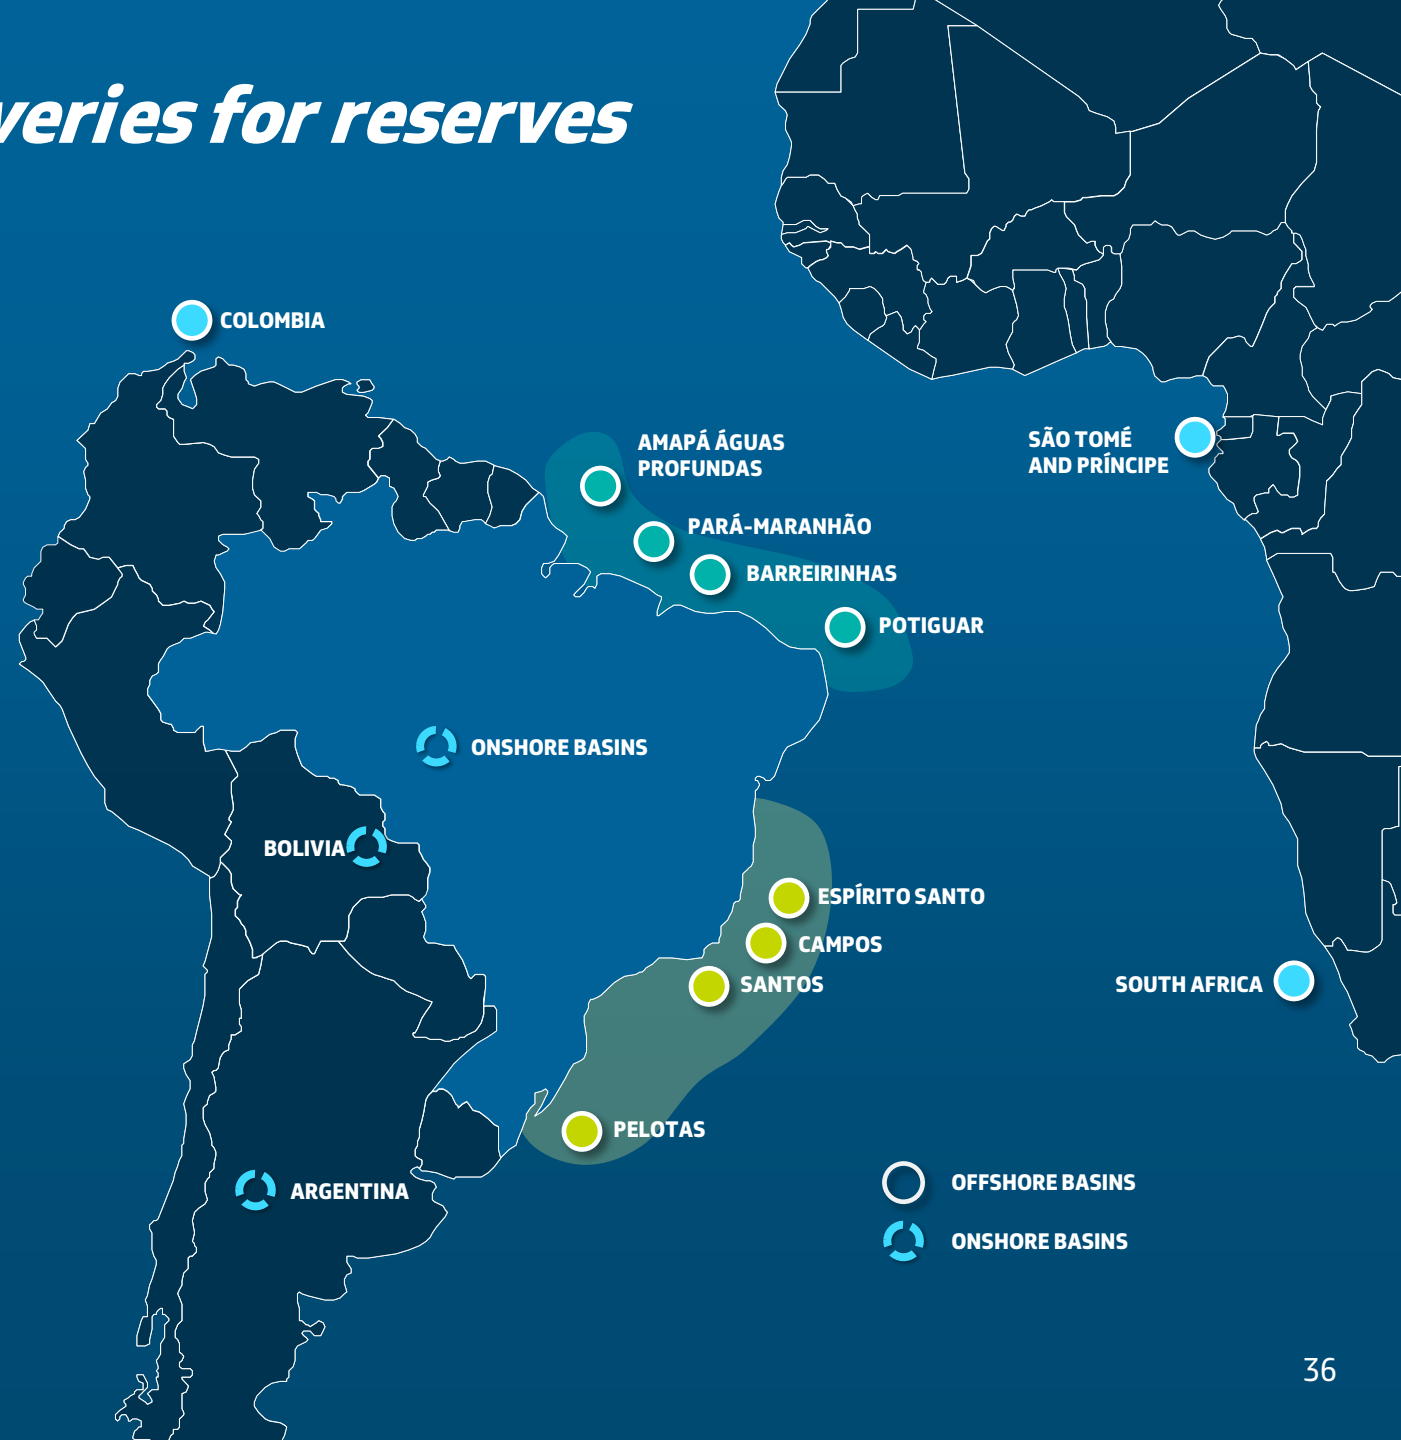 veries for reserves
COLOMBIA
AMAPÁ ÁGUAS
PROFUNDAS
SÃO TOMÉ
AND PRÍNCIPE
PARÁ-MARANHÃO
BARREIRINHAS
POTIGUAR
ONSHORE BASINS
BOLIVIA
ESPÍRITO SANTO
CAMPOS
SANTOS
SOUTH AFRICA
PELOTAS
ARGENTINA
OFFSHORE BASINS
ONSHORE BASINS
36